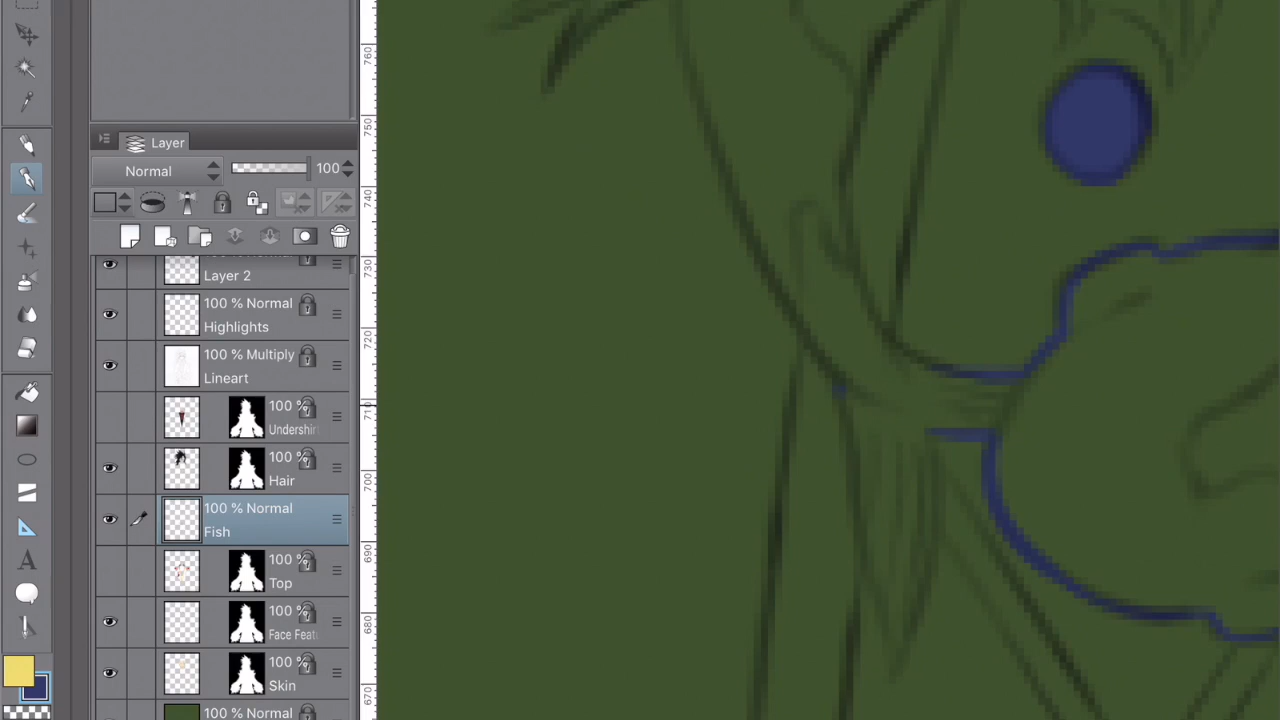 Layer
Normal
100
Layer 2
100 % Normal
Highlights
100 % Multiply
Lineart
100 %
Undershirt
100 %
Hair
100 % Normal
Fish
100 %
Top
100 %
Face Feat
100 %
Skin
100 % Normal
760
750
740
730
720
710
700
690
680
670